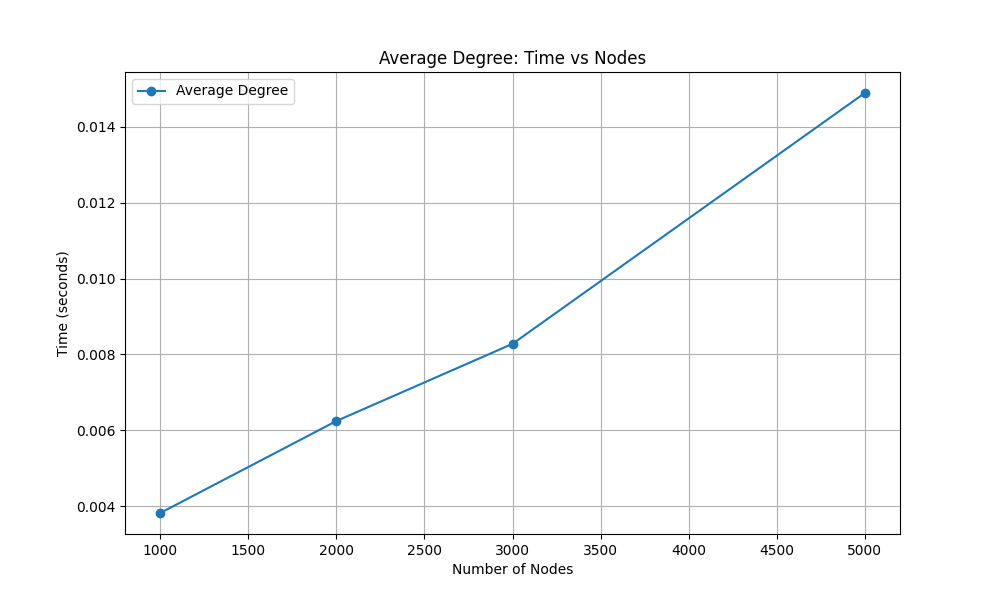 Average Degree: Time vs Nodes
Average Degree
0.014
0.012
0.010
0.008
0.006
0.004
Time (seconds)
1000 1500 2000 2500 3000 3500 4000 4500 5000
Number of Nodes